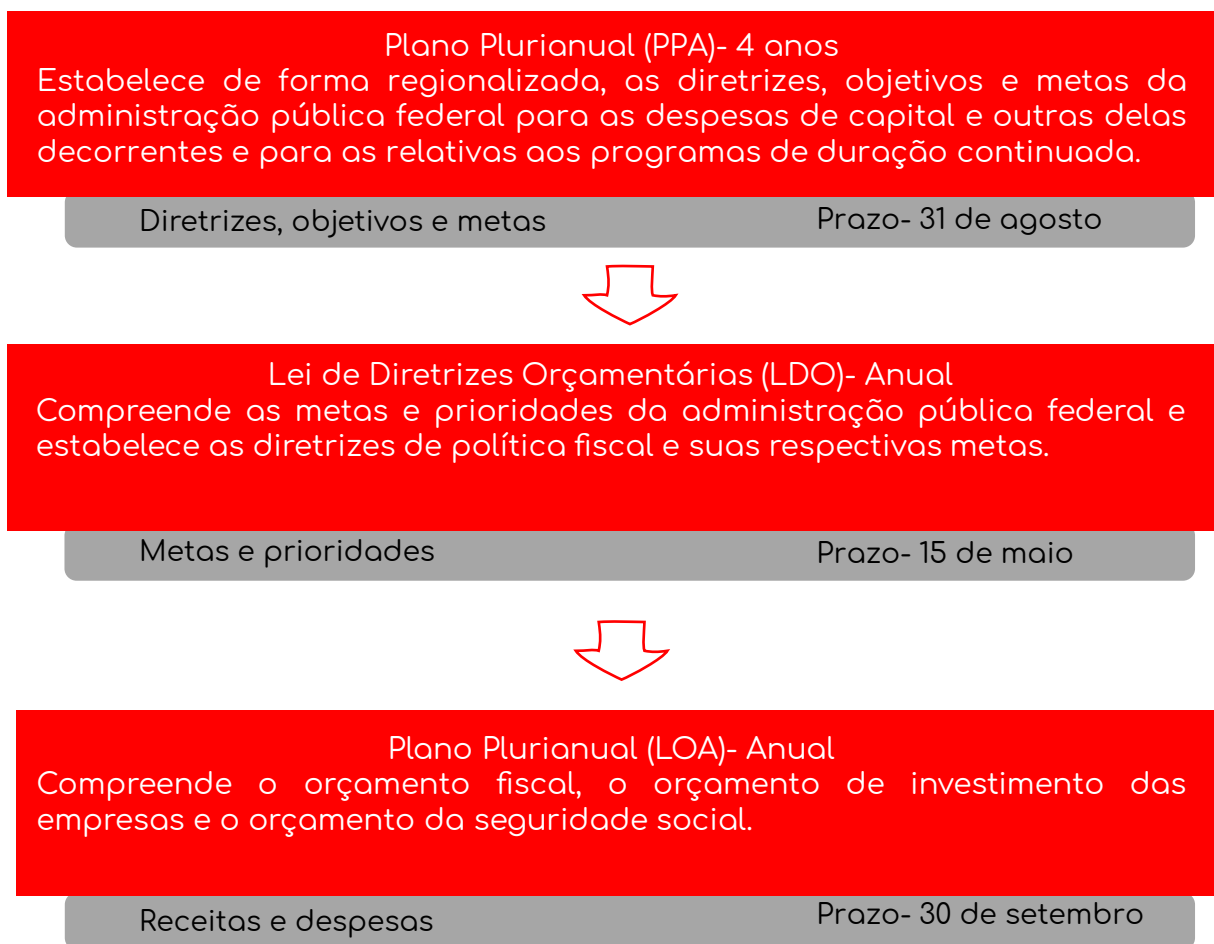 Plano Plurianual (PPA)- 4 anos
Estabelece de forma regionalizada, as diretrizes, objetivos e metas da
administração pública federal para as despesas de capital e outras delas
decorrentes e para as relativas aos programas de duração continuada.
Diretrizes, objetivos e metas
Prazo- 31 de agosto
Lei de Diretrizes Orçamentárias (LDO)- Anual
Compreende as metas e prioridades da administração pública federal e
estabelece as diretrizes de política fiscal e suas respectivas metas.
Metas e prioridades
Prazo- 15 de maio
Plano Plurianual (LOA)- Anual
Compreende o orçamento fiscal, o orçamento de investimento das
empresas e o orçamento da seguridade social.
Receitas e despesas
Prazo- 30 de setembro